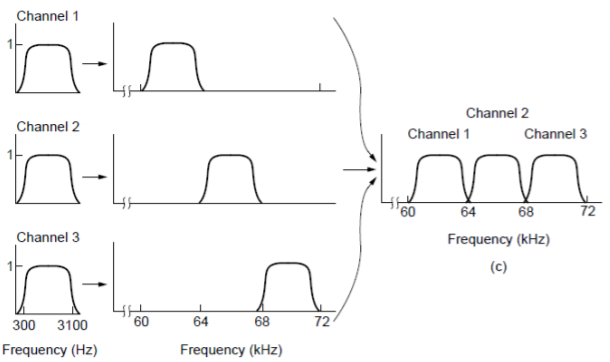 Channel 1
1
Channel 2
1
Channel 2
Channel 1
Channel 3
60
64
68
72
Frequency (kHz)
(c)
Channel 3
1
300
3100
60
64
68
72
Frequency (Hz)
Frequency (kHz)